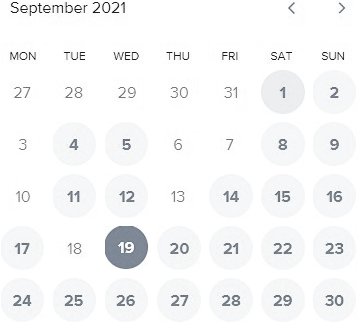 September 2021
MON TUE WED THU FRI SAT SUN
27 28 29 30 31 1 2
3 4 5 6 7 8 9
10 11 12 13 14 15 16
17 18 19 20 21 22 23
24 25 26 27 28 29 30